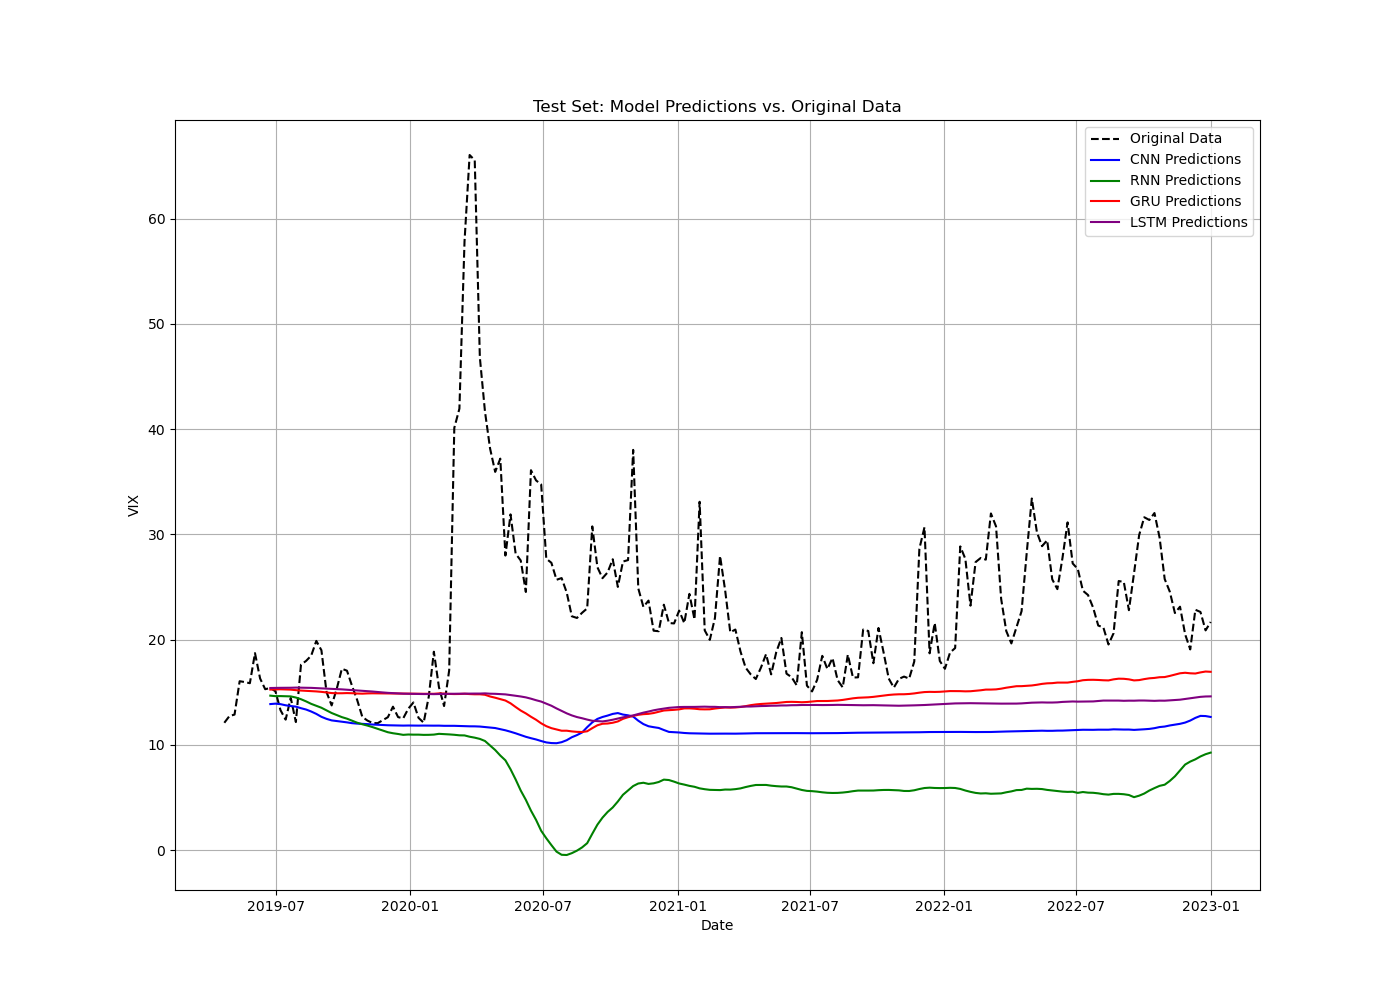 Test Set: Model Predictions vs. Original Data
Original Data
CNN Predictions
RNN Predictions
GRU Predictions
LSTM Predictions
VIX
60
50
40
30
20
10
0
2019-07 2020-01 2020-07 2021-01 2021-07 2022-01 2022-07 2023-01
Date